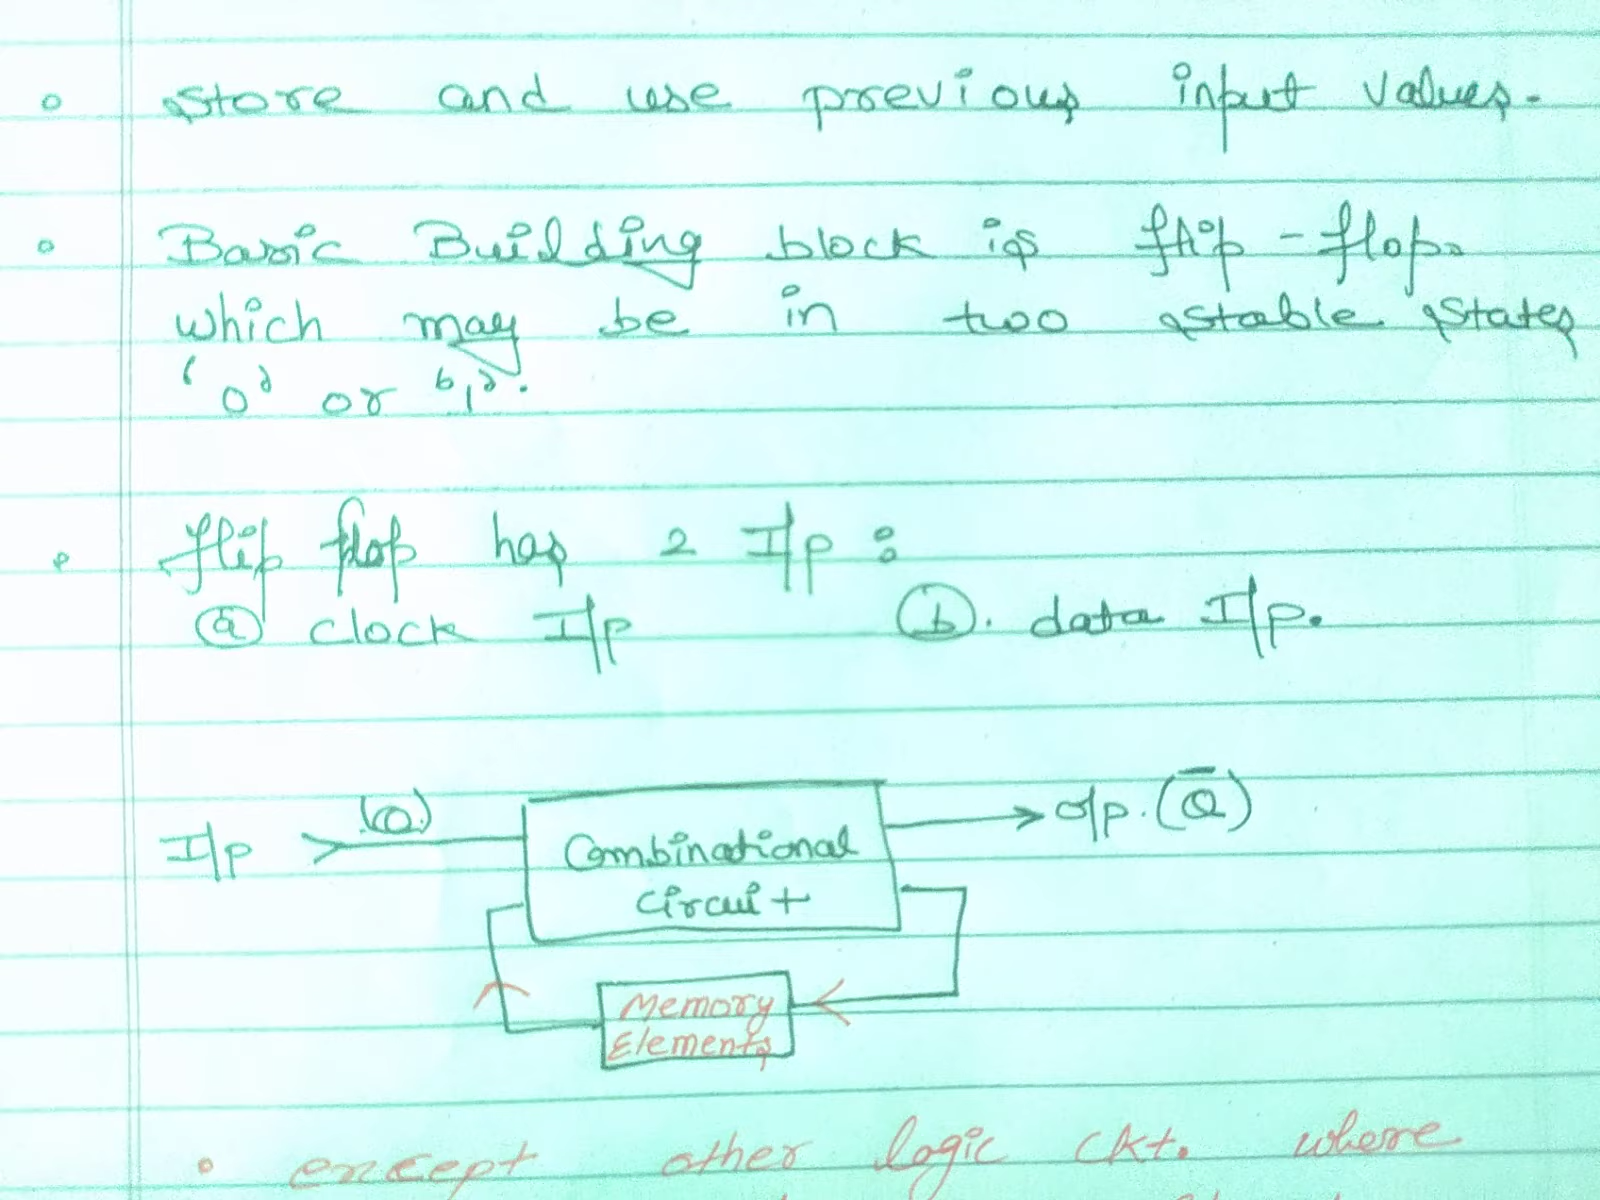 • store and use previous input values.
• Basic Building block is flip-flop.
which may be in two stable states
'0' or '1'.
• flip flop has 2 I/p :
(a) clock I/p (b). data I/p.
I/p (Q) Combinational circuit o/p. (Q̅)
Memory
Elements
• except other logic ckt. where